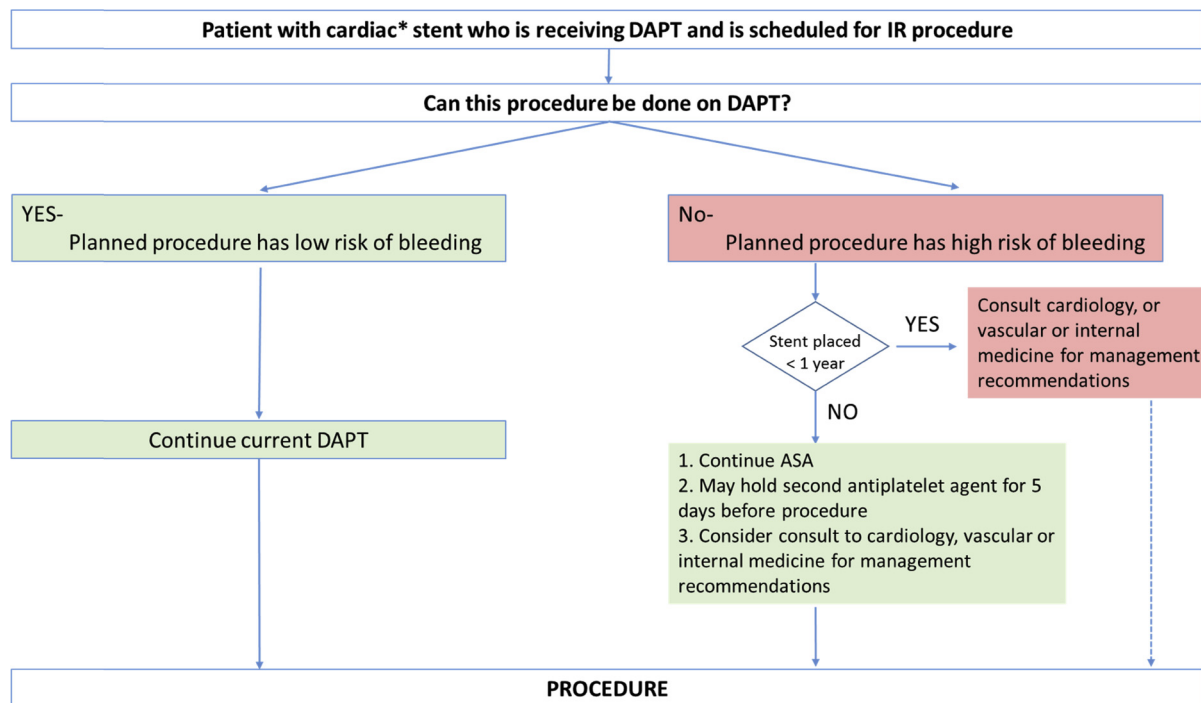 Patient with cardiac* stent who is receiving DAPT and is scheduled for IR procedure
Can this procedure be done on DAPT?
YES-
Planned procedure has low risk of bleeding
No-
Planned procedure has high risk of bleeding
Stent placed
< 1 year
YES
Consult cardiology, or
vascular or internal
medicine for management
recommendations
NO
Continue current DAPT
1. Continue ASA
2. May hold second antiplatelet agent for 5
days before procedure
3. Consider consult to cardiology, vascular or
internal medicine for management
recommendations
PROCEDURE